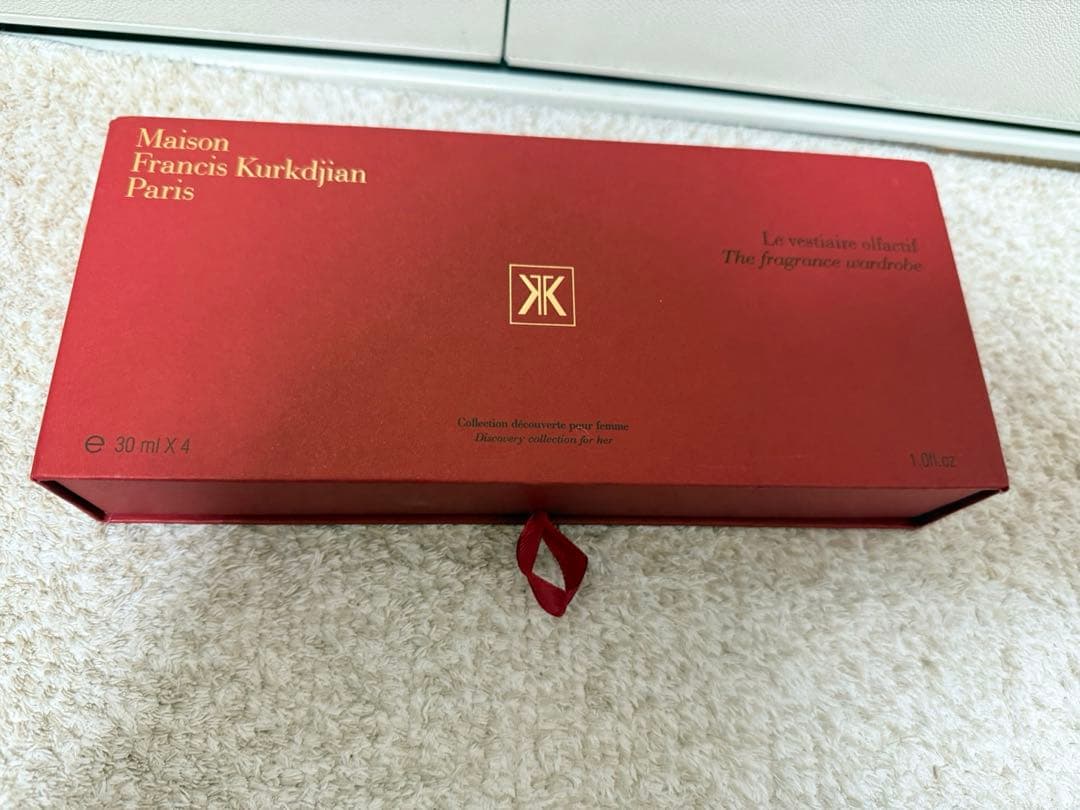 Maison
Francis Kurkdjian
Paris
Le vestiaire olfactif
The fragrance wardrobe
Collection découverte pour femme
Discovery collection for her
e 30 ml X 4
1.0fl.oz